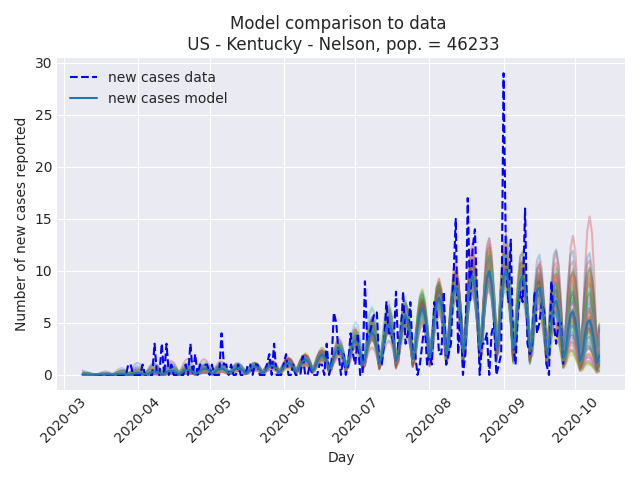 Model comparison to data
US - Kentucky - Nelson, pop. = 46233
new cases data
new cases model
Number of new cases reported
30
25
20
15
10
5
0
2020-03
2020-04
2020-05
2020-06
2020-07
2020-08
2020-09
2020-10
Day